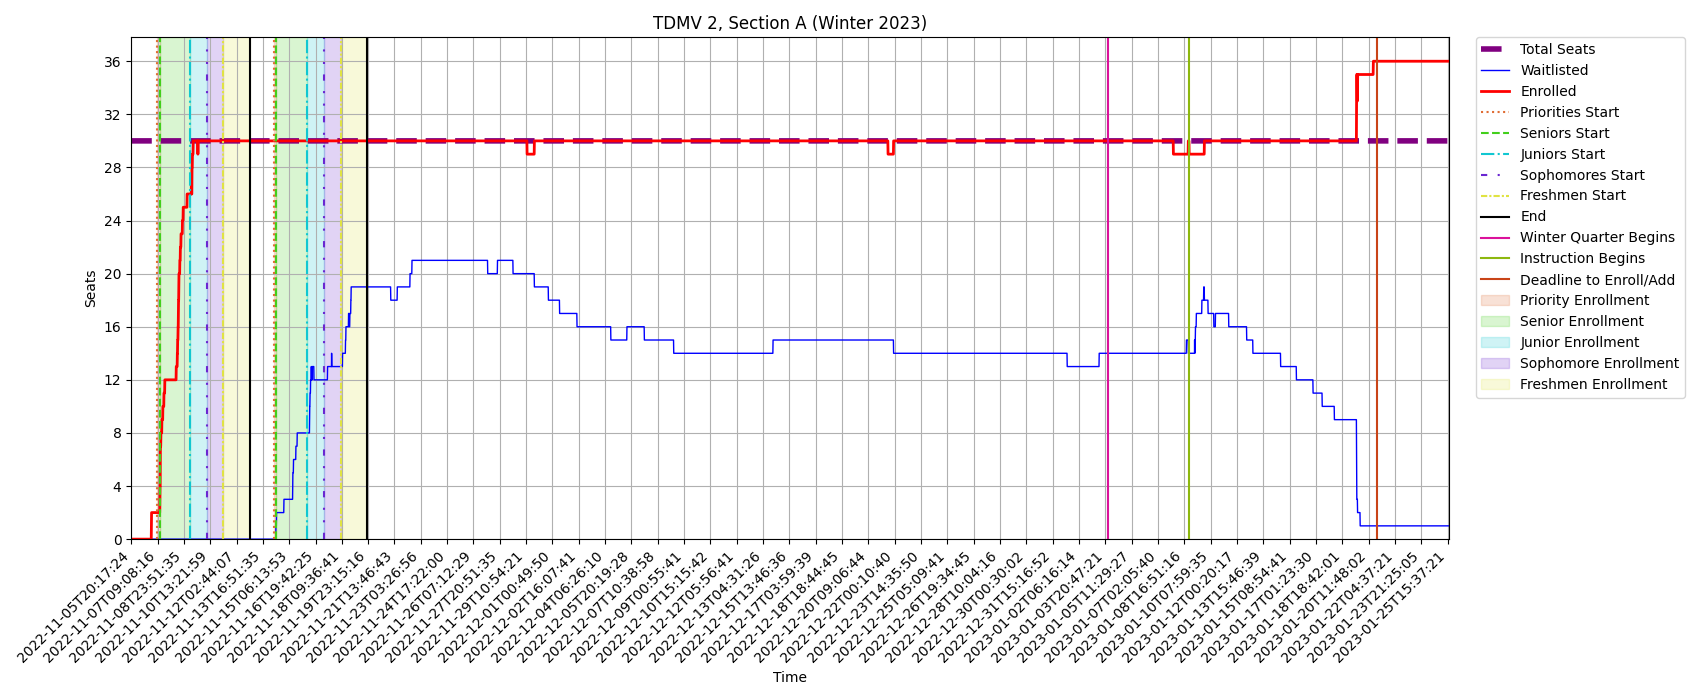 TDMV 2, Section A (Winter 2023)
Seats
36
32
28
24
20
16
12
8
4
0
2022-11-05T20:17:24
2022-11-07T09:08:16
2022-11-08T23:51:35
2022-11-10T13:21:59
2022-11-12T02:44:07
2022-11-13T16:51:35
2022-11-15T06:13:53
2022-11-16T19:42:25
2022-11-18T09:36:41
2022-11-19T23:15:16
2022-11-21T13:46:43
2022-11-23T03:26:56
2022-11-24T17:22:00
2022-11-26T07:12:29
2022-11-27T20:51:35
2022-11-29T10:54:21
2022-12-01T00:49:50
2022-12-02T16:07:41
2022-12-04T06:26:10
2022-12-05T20:19:28
2022-12-07T10:38:58
2022-12-09T00:55:41
2022-12-10T15:15:42
2022-12-12T05:56:41
2022-12-13T04:31:26
2022-12-15T13:46:36
2022-12-17T03:59:39
2022-12-18T18:44:45
2022-12-20T09:06:44
2022-12-22T00:10:40
2022-12-23T14:35:50
2022-12-25T05:09:41
2022-12-26T19:34:45
2022-12-28T10:04:16
2022-12-30T00:30:02
2022-12-31T15:16:52
2023-01-02T06:16:14
2023-01-03T20:47:21
2023-01-05T11:29:27
2023-01-07T02:05:40
2023-01-08T16:51:16
2023-01-10T07:59:35
2023-01-12T00:20:17
2023-01-13T15:46:39
2023-01-15T08:54:41
2023-01-17T01:23:30
2023-01-18T18:42:01
2023-01-20T11:48:02
2023-01-22T04:37:21
2023-01-23T21:25:05
2023-01-25T15:37:21
Time
Total Seats
Waitlisted
Enrolled
Priorities Start
Seniors Start
Juniors Start
Sophomores Start
Freshmen Start
End
Winter Quarter Begins
Instruction Begins
Deadline to Enroll/Add
Priority Enrollment
Senior Enrollment
Junior Enrollment
Sophomore Enrollment
Freshmen Enrollment